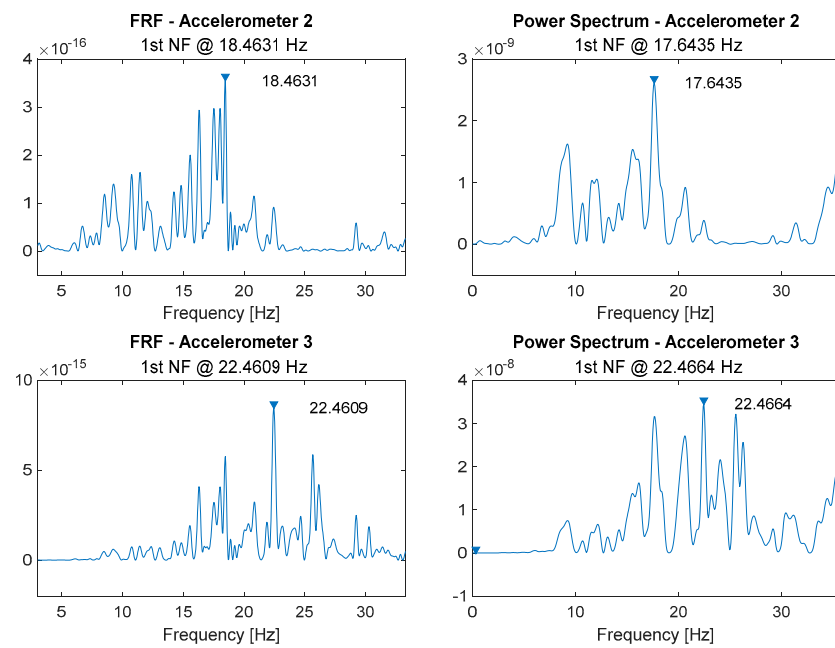 FRF - Accelerometer 2
1st NF @ 18.4631 Hz
×10-16
18.4631
4
3
2
1
0
5 10 15 20 25 30
Frequency [Hz]
Power Spectrum - Accelerometer 2
1st NF @ 17.6435 Hz
×10-9
17.6435
3
2
1
0
0 10 20 30
Frequency [Hz]
FRF - Accelerometer 3
1st NF @ 22.4609 Hz
×10-15
22.4609
10
5
0
5 10 15 20 25 30
Frequency [Hz]
Power Spectrum - Accelerometer 3
1st NF @ 22.4664 Hz
×10-8
22.4664
4
3
2
1
0
-1
0 10 20 30
Frequency [Hz]